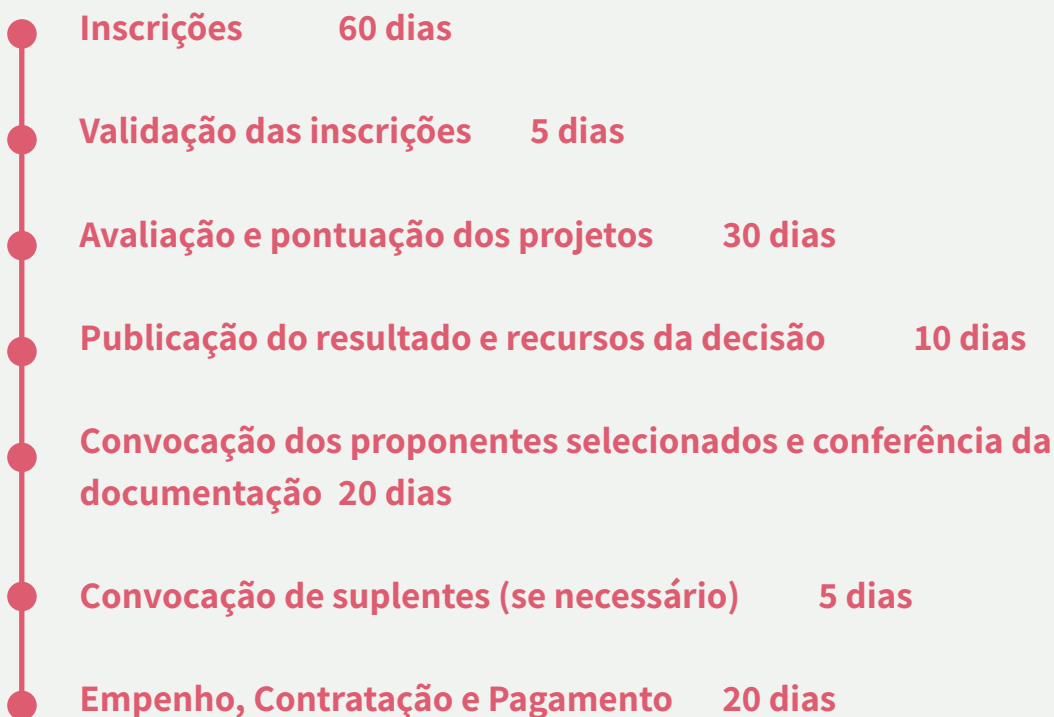 Inscrições 60 dias
Validação das inscrições 5 dias
Avaliação e pontuação dos projetos 30 dias
Publicação do resultado e recursos da decisão 10 dias
Convocação dos proponentes selecionados e conferência da
documentação 20 dias
Convocação de suplentes (se necessário) 5 dias
Empenho, Contratação e Pagamento 20 dias